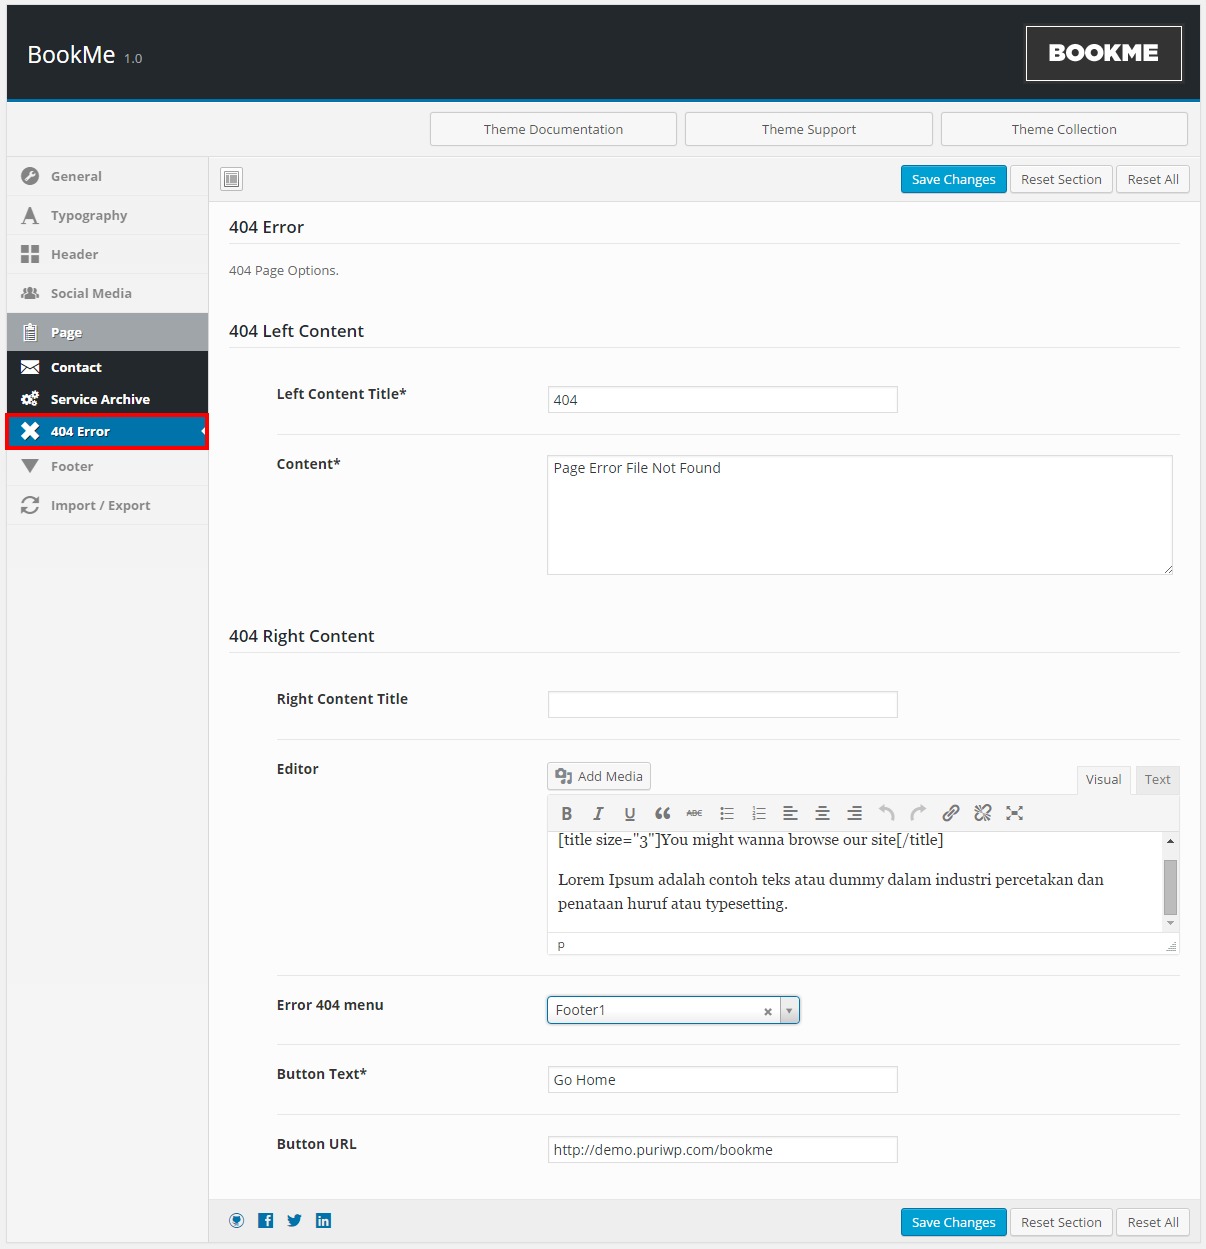 BookMe 1.0
BOOKME
Theme Documentation
Theme Support
Theme Collection
General
Typography
Header
Social Media
Page
Contact
Service Archive
404 Error
Footer
Import / Export
Save Changes
Reset Section
Reset All
404 Error
404 Page Options.
404 Left Content
Left Content Title*
404
Content*
Page Error File Not Found
404 Right Content
Right Content Title
Editor
Add Media
Visual
Text
B I U ABC
[title size="3"]You might wanna browse our site[/title]
Lorem Ipsum adalah contoh teks atau dummy dalam industri percetakan dan
penataan huruf atau typesetting.
p
Error 404 menu
Footer1
Button Text*
Go Home
Button URL
http://demo.puriwp.com/bookme
Save Changes
Reset Section
Reset All